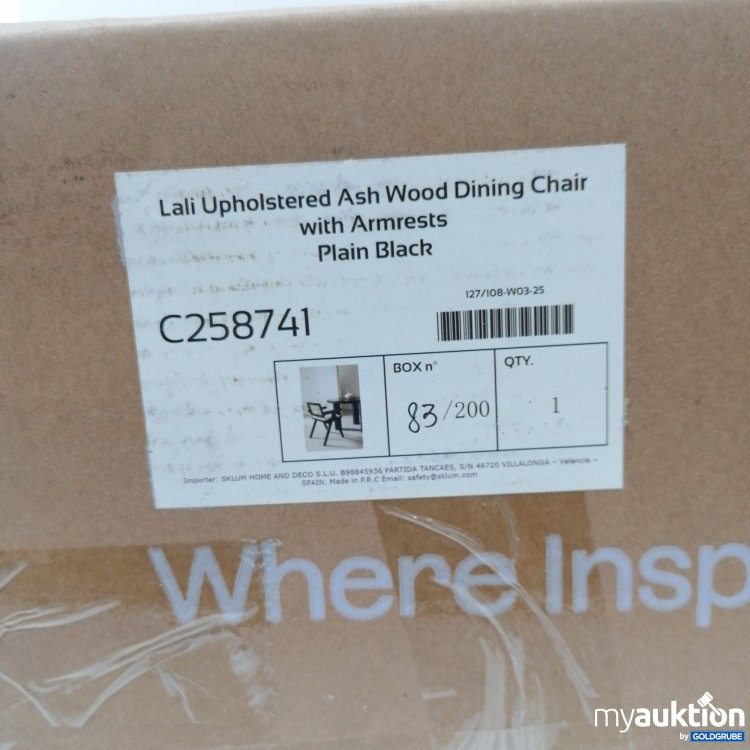 Lali Upholstered Ash Wood Dining Chair
with Armrests
Plain Black
127/108-W03-25
C258741
BOX n°
QTY.
83/200
1
Importer: SKLUM HOME AND DECO S.L.U. B98845936 PARTIDA TANCAES, S/N 46720 VILLALONGA – Valencia –
SPAIN. Made in P.R.C Email: safety@sklum.com
Where Insp
myauktion
by GOLDGRUBE